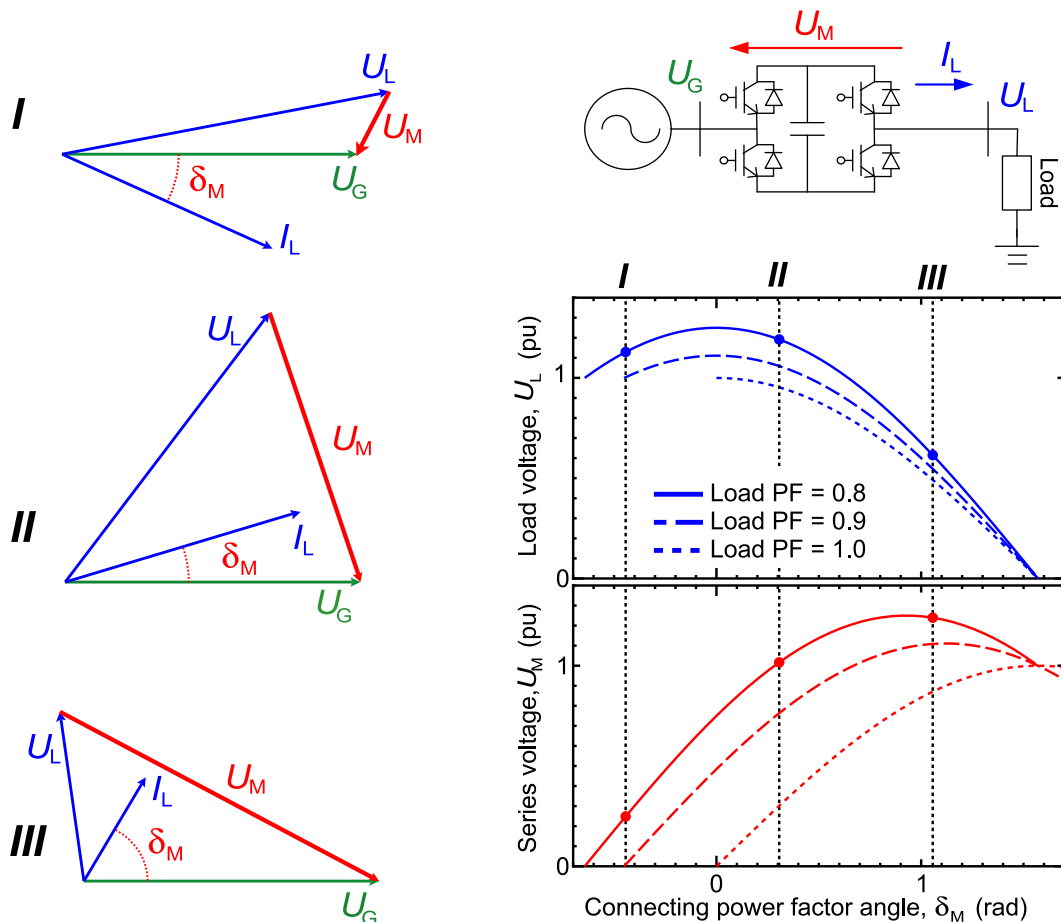 I
U_L
U_M
U_G
δ_M
I_L
II
U_L
U_M
I_L
δ_M
U_G
III
U_L
U_M
I_L
δ_M
U_G
U_M
U_G
I_L
U_L
Load
I II III
Load voltage, U_L (pu)
1
0
Load PF = 0.8
Load PF = 0.9
Load PF = 1.0
Series voltage, U_M (pu)
1
0
0 1
Connecting power factor angle, δ_M (rad)